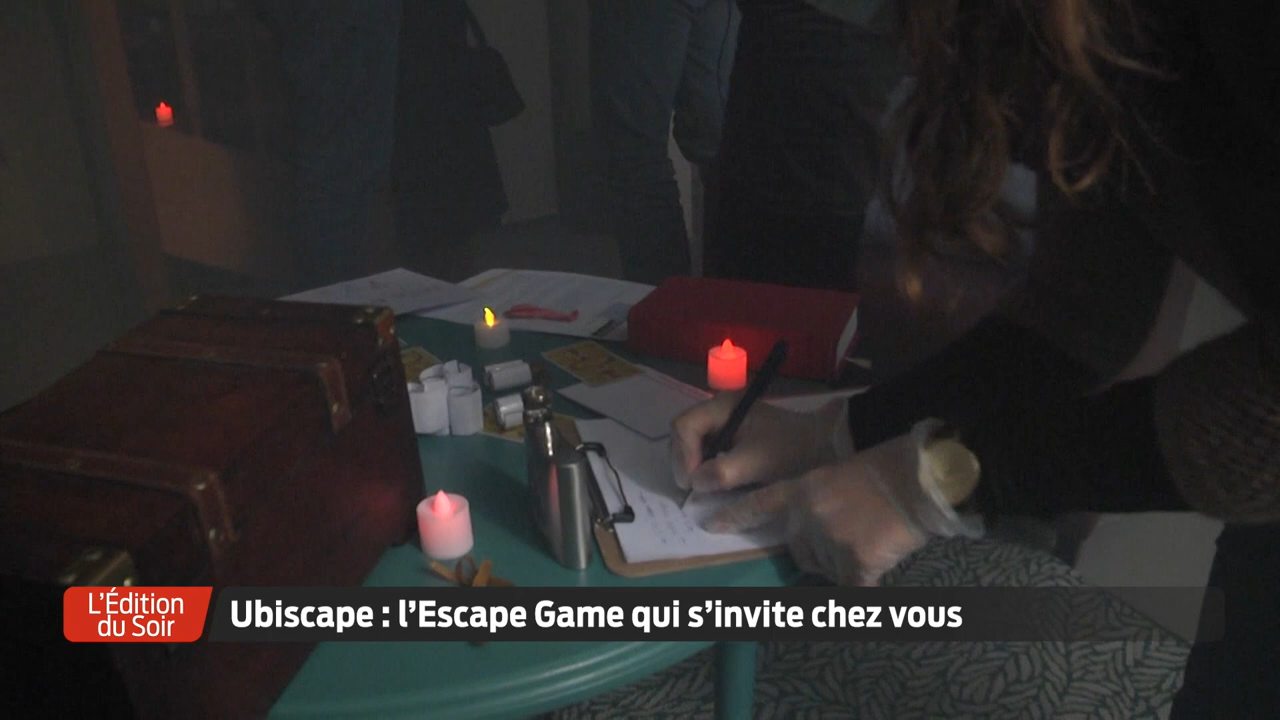 L’Édition
du Soir
Ubiscape : l’Escape Game qui s’invite chez vous